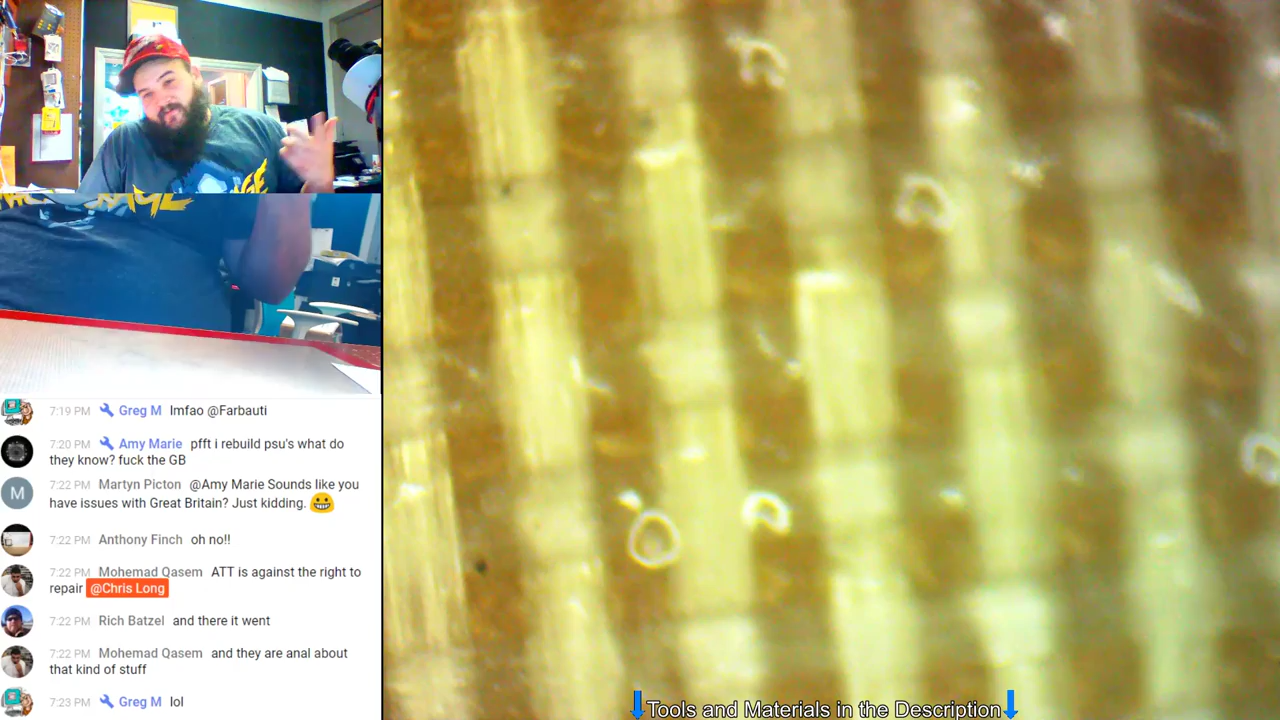 7:19 PM Greg M lmfao @Farbauti
7:20 PM Amy Marie pfft i rebuild psu's what do
they know? fuck the GB
M
7:22 PM Martyn Picton @Amy Marie Sounds like you
have issues with Great Britain? Just kidding.
7:22 PM Anthony Finch oh no!!
7:22 PM Mohemad Qasem ATT is against the right to
repair @Chris Long
7:22 PM Rich Batzel and there it went
7:22 PM Mohemad Qasem and they are anal about
that kind of stuff
7:23 PM Greg M lol
Tools and Materials in the Description